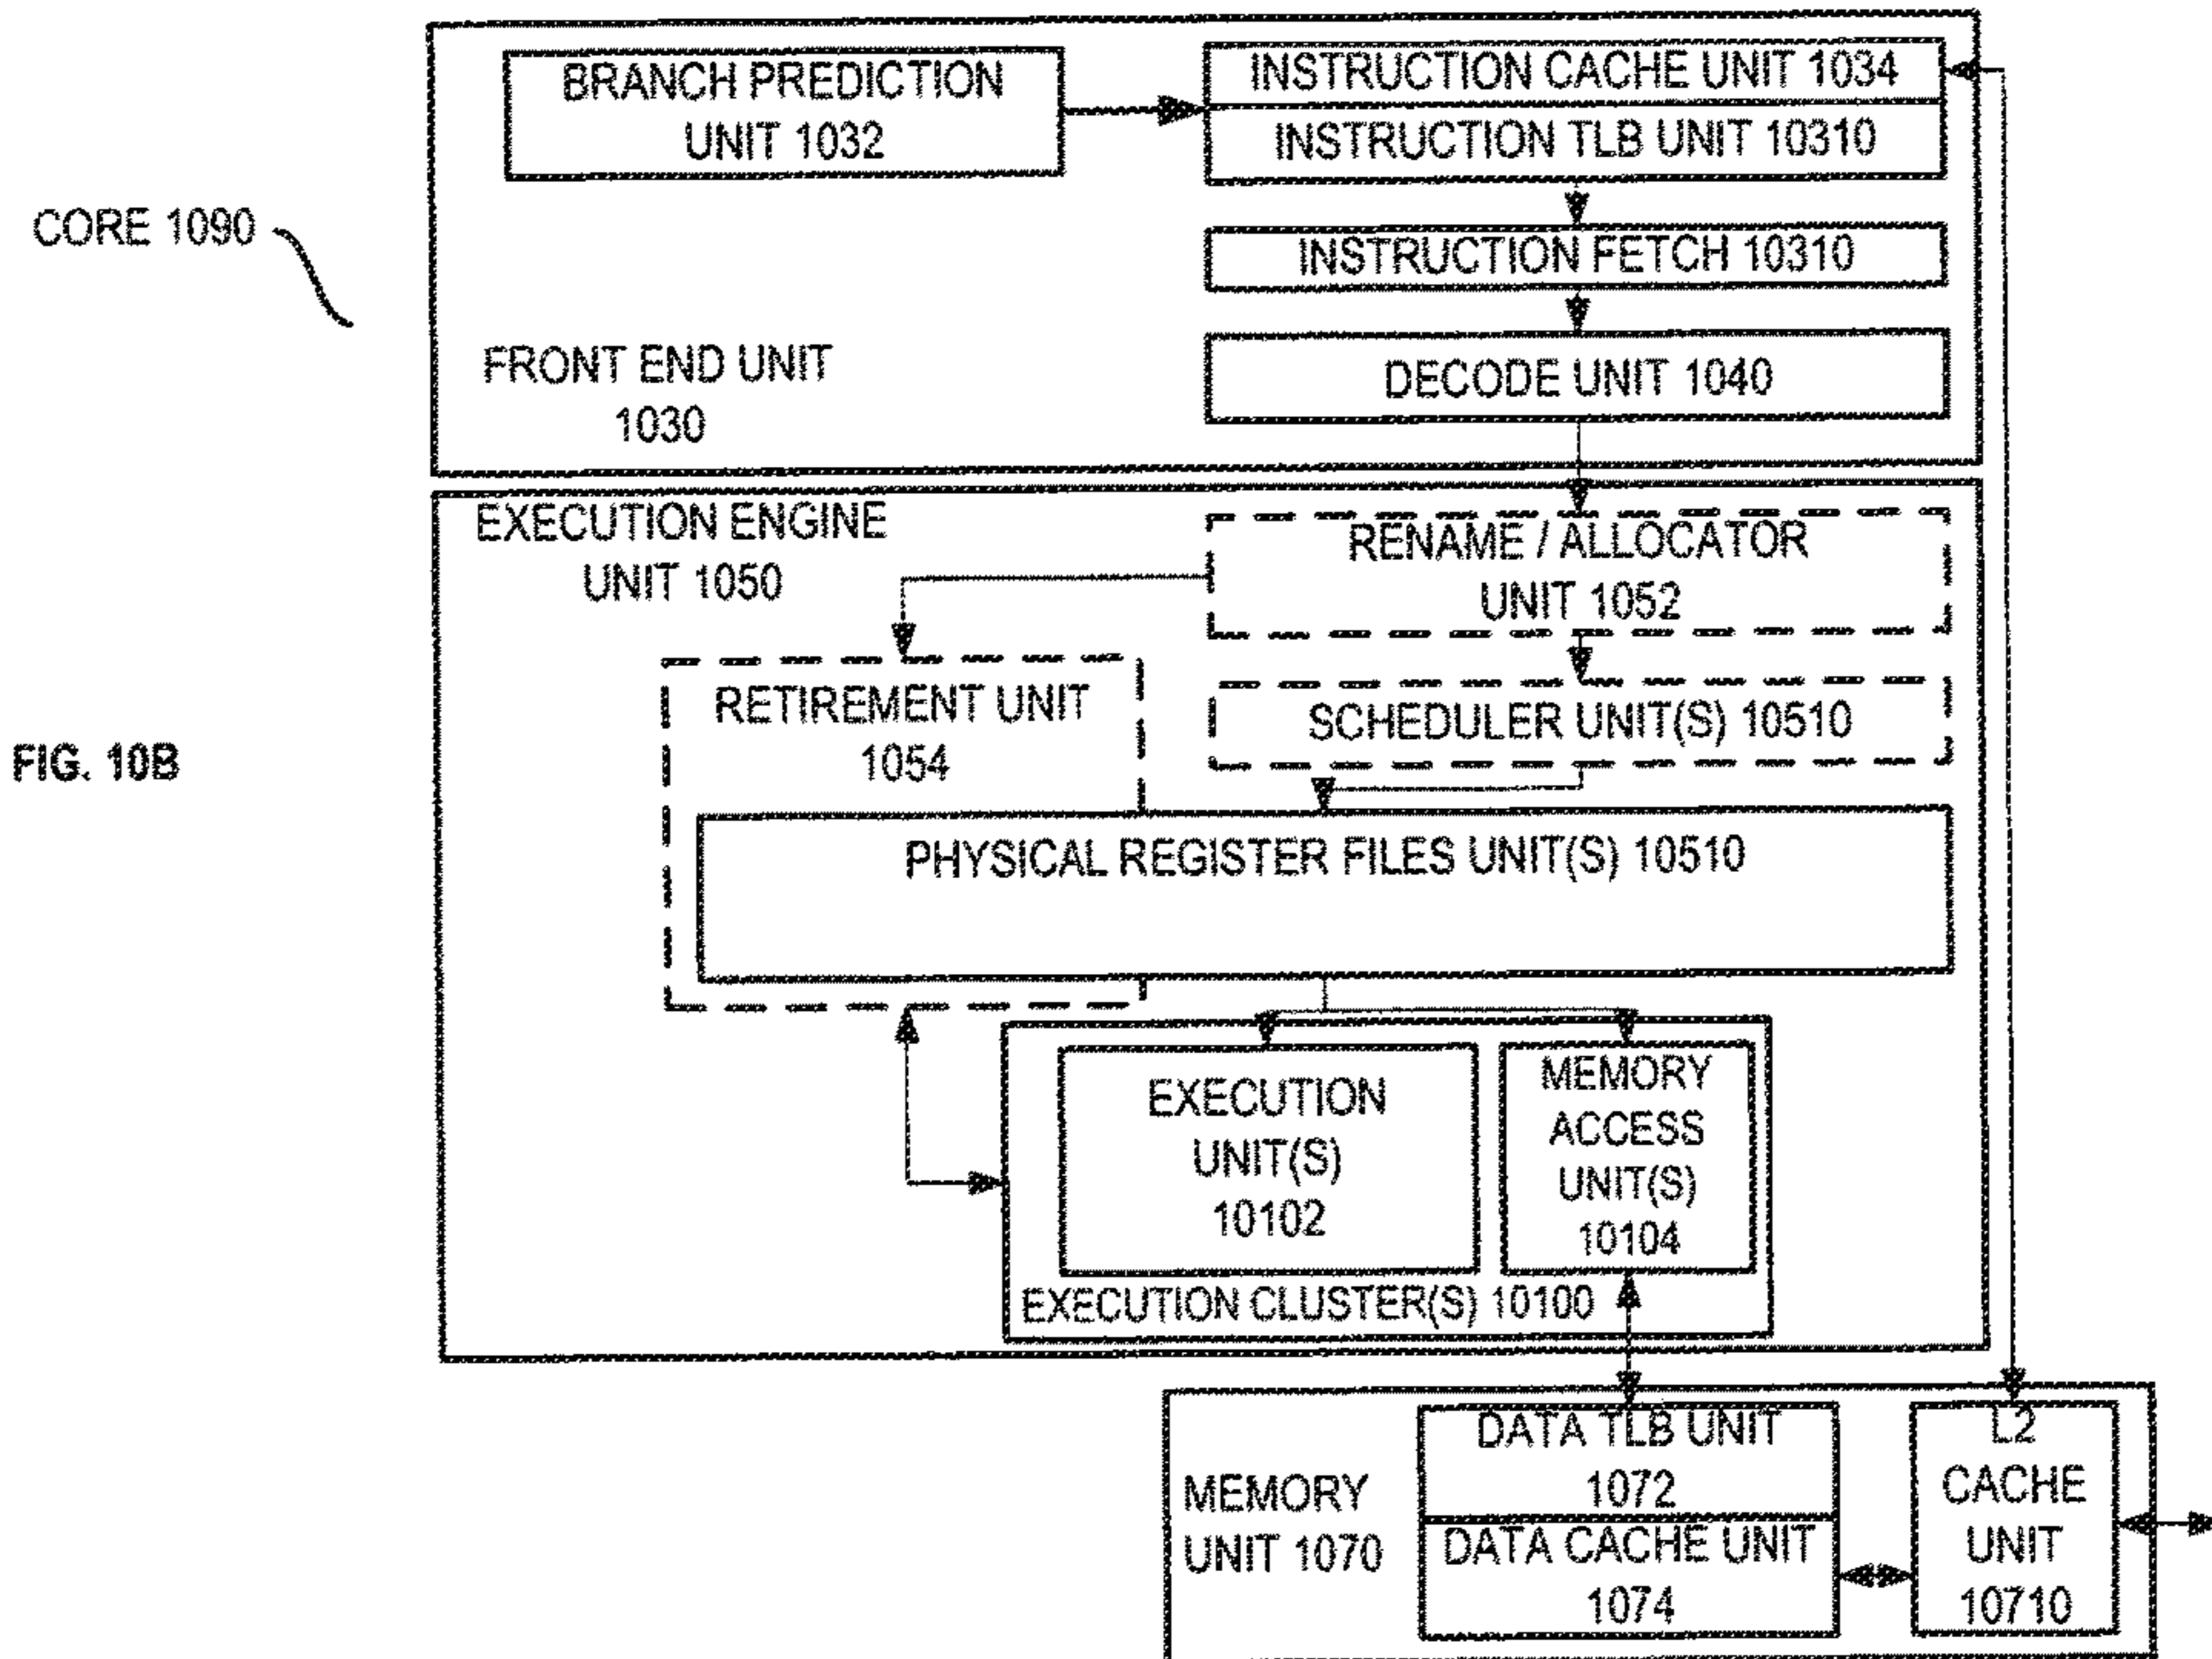 BRANCH PREDICTION
UNIT 1032
INSTRUCTION CACHE UNIT 1034
INSTRUCTION TLB UNIT 10310
INSTRUCTION FETCH 10310
DECODE UNIT 1040
CORE 1090
FRONT END UNIT
1030
EXECUTION ENGINE
UNIT 1050
RENAME / ALLOCATOR
UNIT 1052
RETIREMENT UNIT
1054
SCHEDULER UNIT(S) 10510
FIG. 10B
PHYSICAL REGISTER FILES UNIT(S) 10510
EXECUTION
UNIT(S)
10102
MEMORY
ACCESS
UNIT(S)
10104
EXECUTION CLUSTER(S) 10100
MEMORY
UNIT 1070
DATA TLB UNIT
1072
DATA CACHE UNIT
1074
L2
CACHE
UNIT
10710